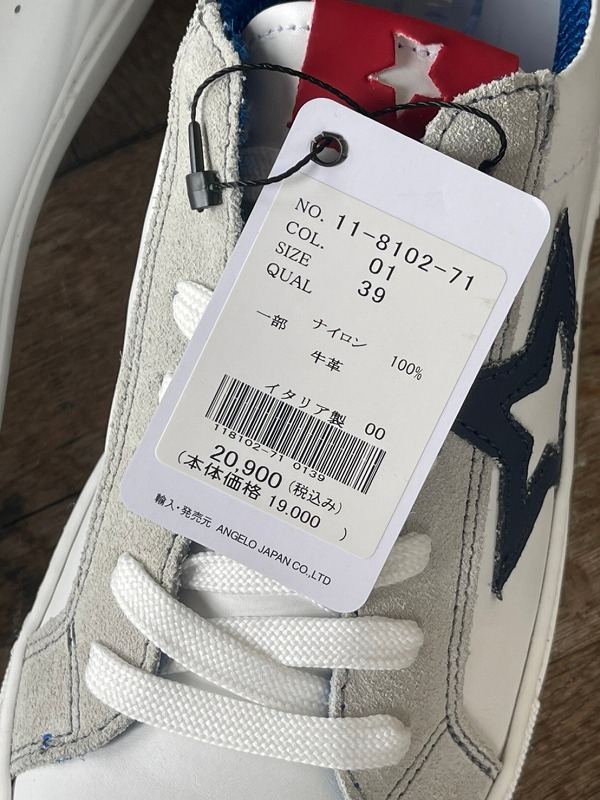 NO. 11-8102-71
COL. 01
SIZE 39
QUAL
一部 ナイロン 100%
牛革
イタリア製 00
118102-71 0139
20,900 (税込み)
(本体価格 19,000 )
輸入・発売元 ANGELO JAPAN CO.,LTD